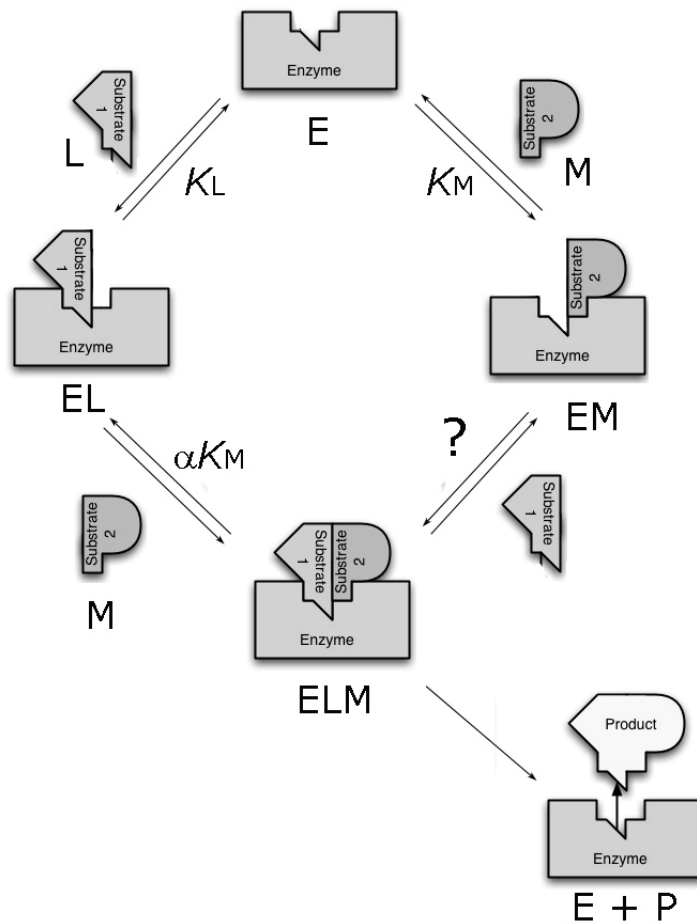 Enzyme
E
Substrate
1
L
Substrate
2
M
KL
KM
Substrate
1
Enzyme
EL
Substrate
2
Enzyme
EM
αKM
?
Substrate
2
M
Substrate
1
Substrate
1
Substrate
2
Enzyme
ELM
Product
Enzyme
E + P